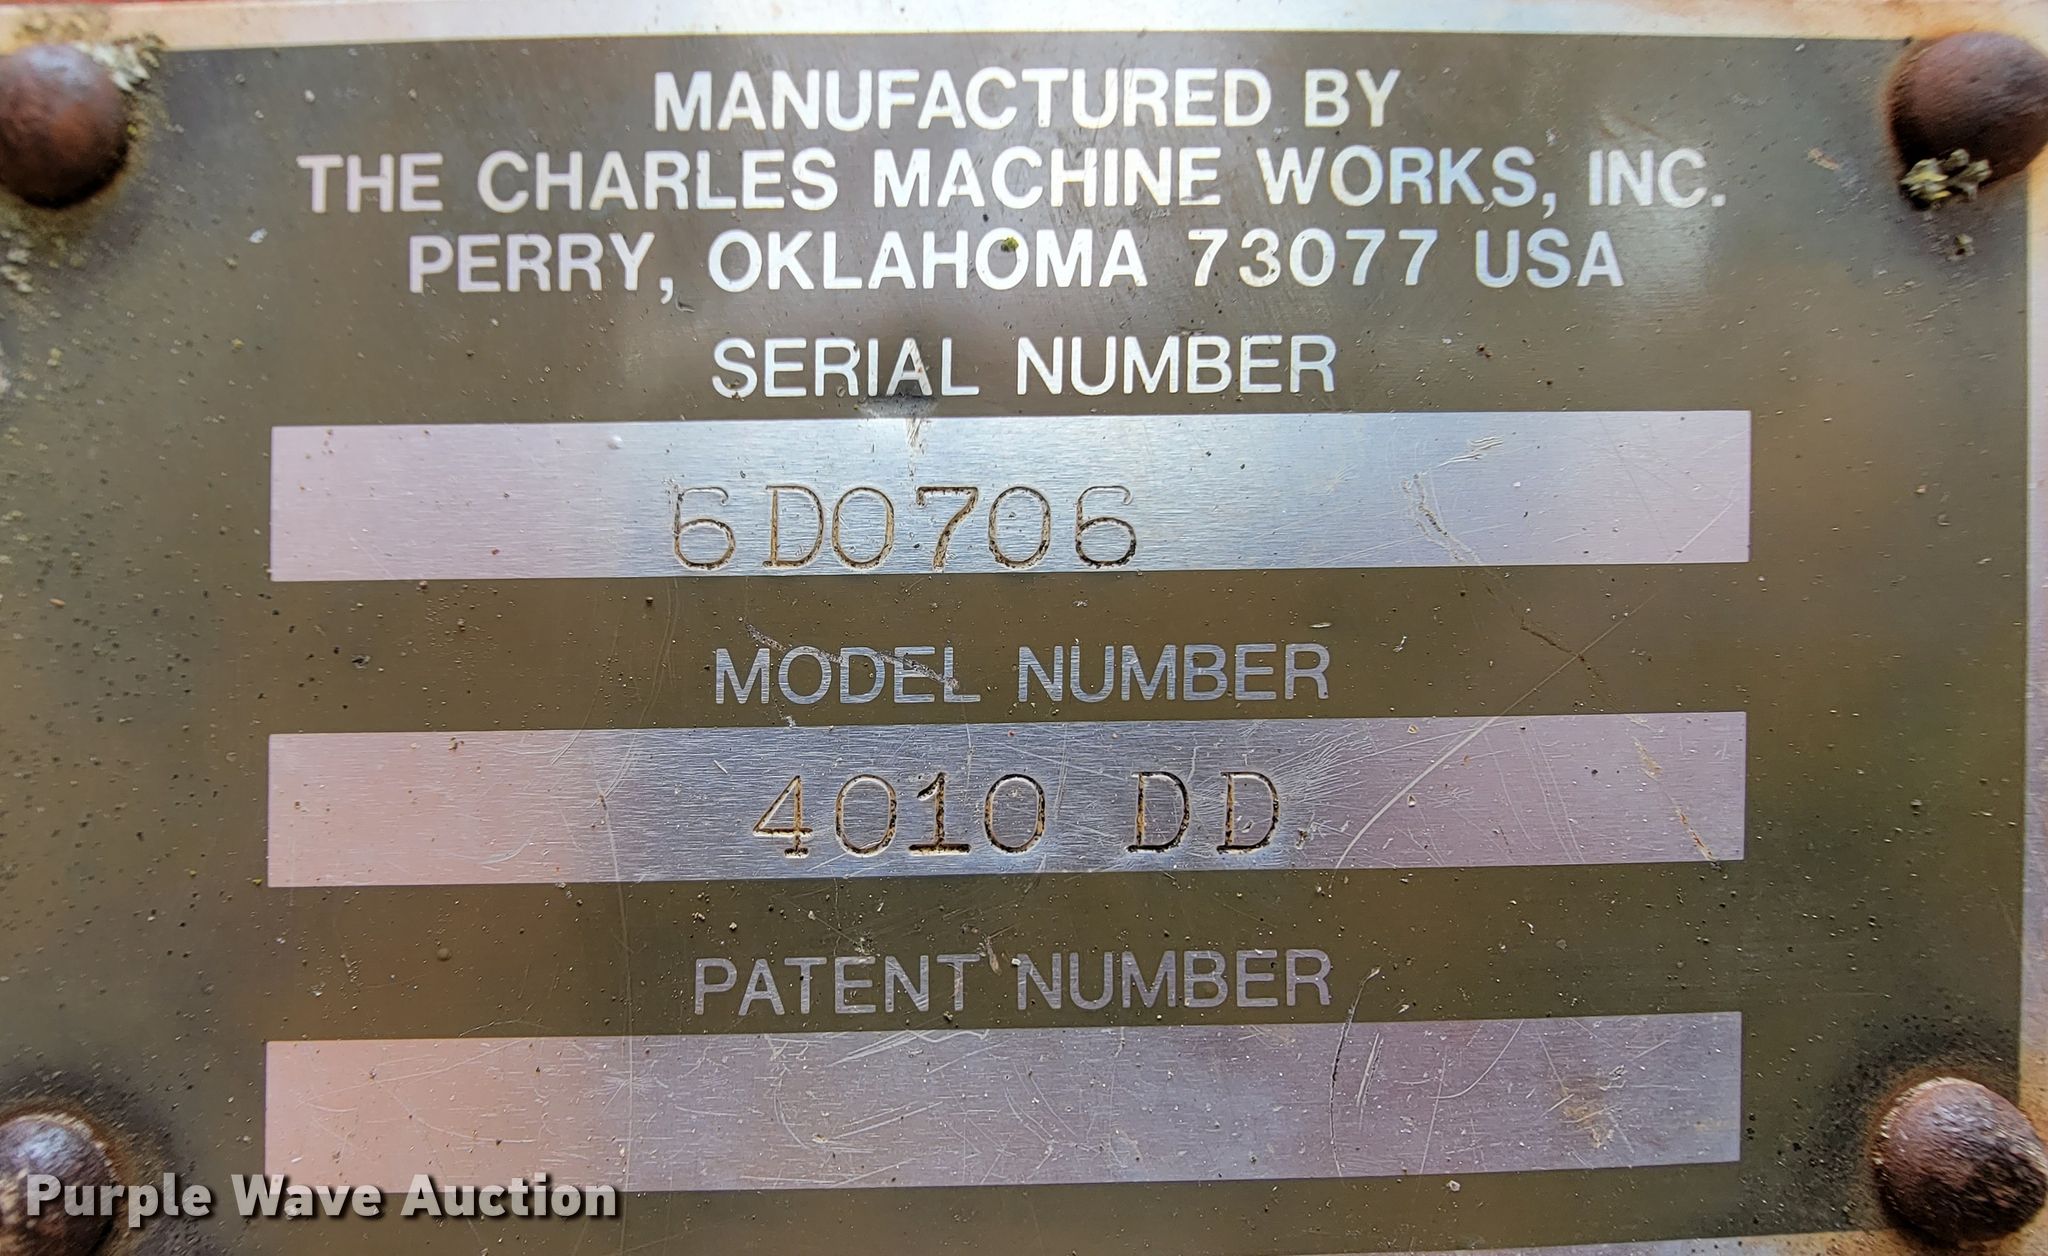 MANUFACTURED BY
THE CHARLES MACHINE WORKS, INC.
PERRY, OKLAHOMA 73077 USA
SERIAL NUMBER
6D0706
MODEL NUMBER
4010 DD
PATENT NUMBER
Purple Wave Auction